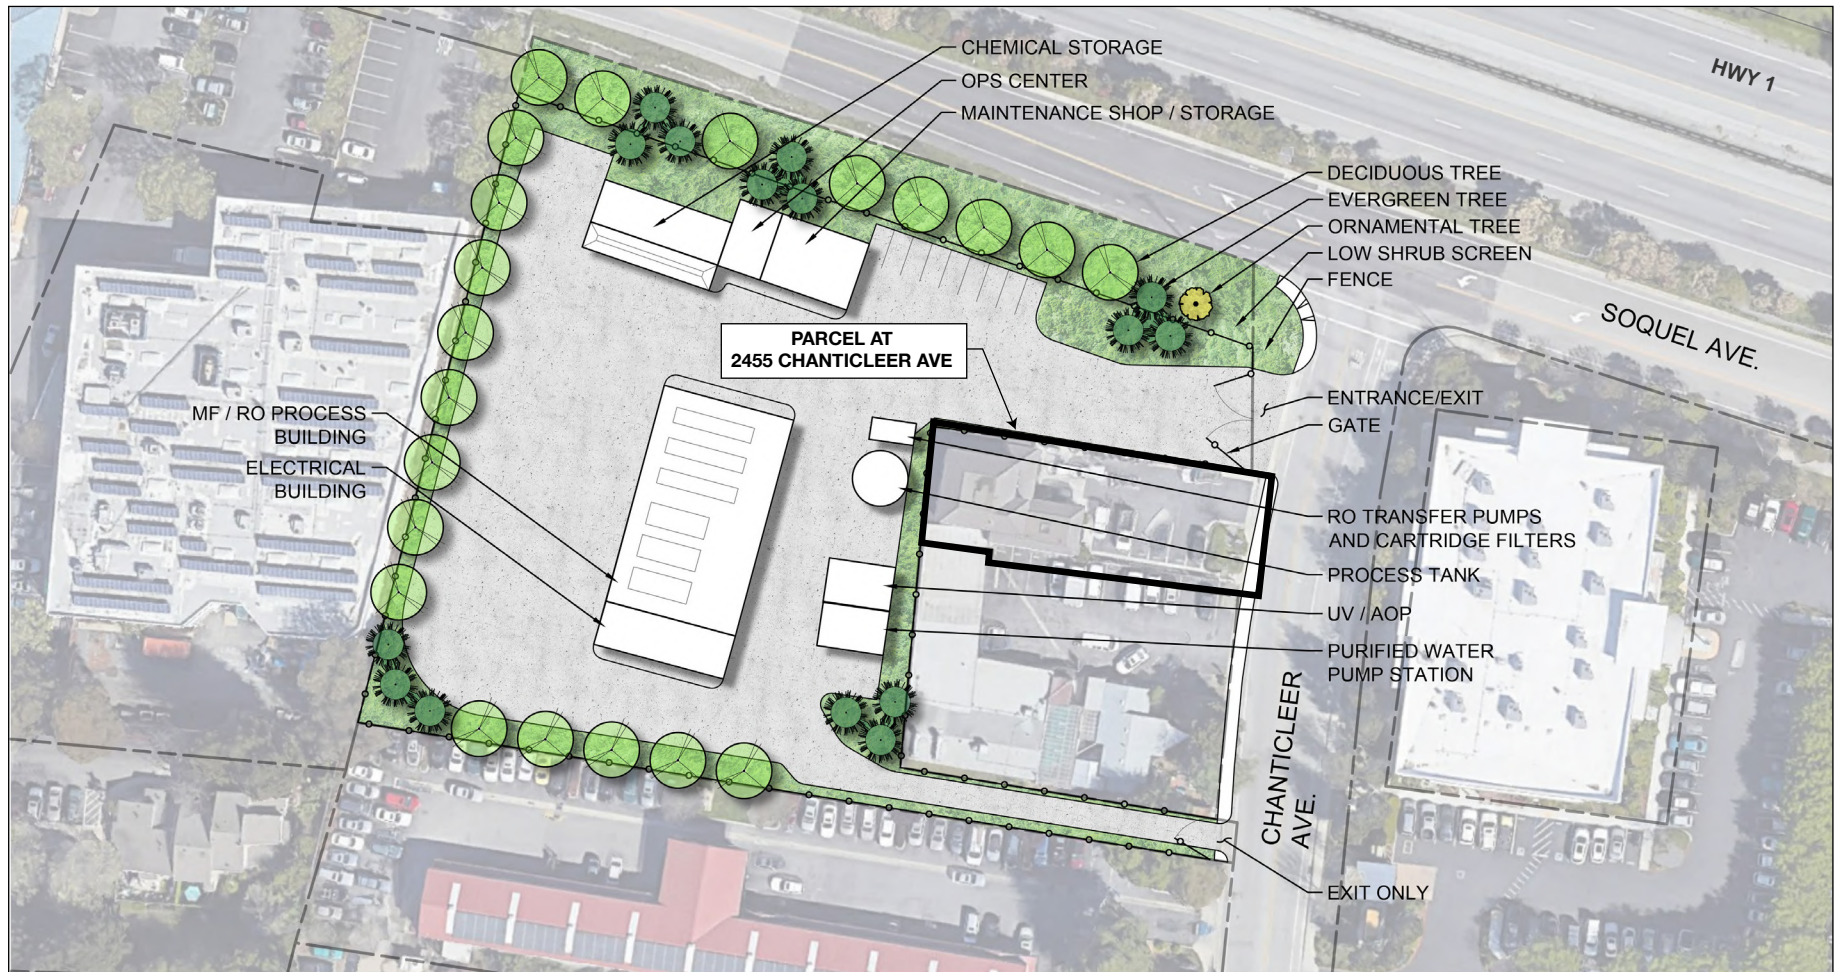 CHEMICAL STORAGE
OPS CENTER
MAINTENANCE SHOP / STORAGE
HWY 1
DECIDUOUS TREE
EVERGREEN TREE
ORNAMENTAL TREE
LOW SHRUB SCREEN
FENCE
SOQUEL AVE.
PARCEL AT
2455 CHANTICLEER AVE
ENTRANCE/EXIT
GATE
MF / RO PROCESS
BUILDING
ELECTRICAL
BUILDING
RO TRANSFER PUMPS
AND CARTRIDGE FILTERS
PROCESS TANK
UV / AOP
PURIFIED WATER
PUMP STATION
CHANTICLEER
AVE.
EXIT ONLY